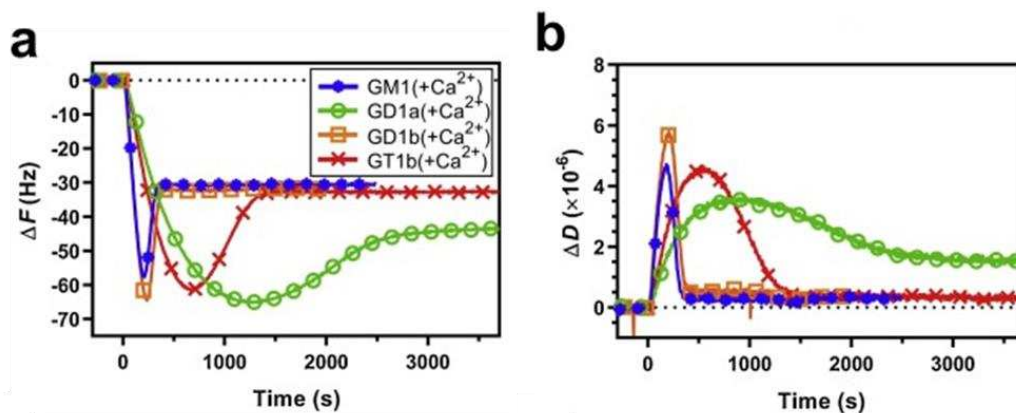 a
ΔF (Hz)
0
-10
-20
-30
-40
-50
-60
-70
GM1(+Ca²⁺)
GD1a(+Ca²⁺)
GD1b(+Ca²⁺)
GT1b(+Ca²⁺)
0 1000 2000 3000
Time (s)
b
ΔD (×10⁻⁶)
8
6
4
2
0
0 1000 2000 3000
Time (s)